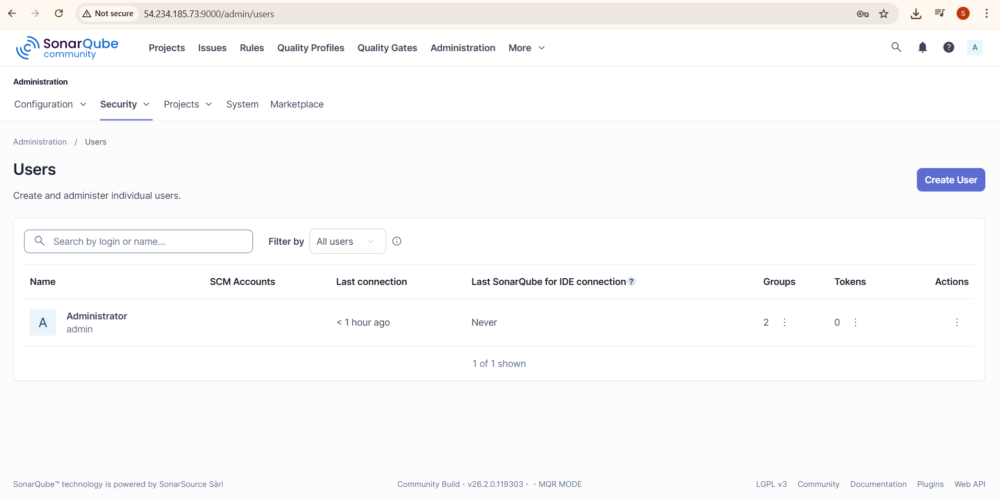 Not secure 54.234.185.73:9000/admin/users S
SonarQube community Projects Issues Rules Quality Profiles Quality Gates Administration More ? A
Administration
Configuration Security Projects System Marketplace
Administration / Users
Users
Create User
Create and administer individual users.
Search by login or name... Filter by All users
Name SCM Accounts Last connection Last SonarQube for IDE connection ? Groups Tokens Actions
A Administrator
admin
< 1 hour ago Never 2 0
1 of 1 shown
SonarQube™ technology is powered by SonarSource Sàrl Community Build • v26.2.0.119303 • • MQR MODE LGPL v3 Community Documentation Plugins Web API